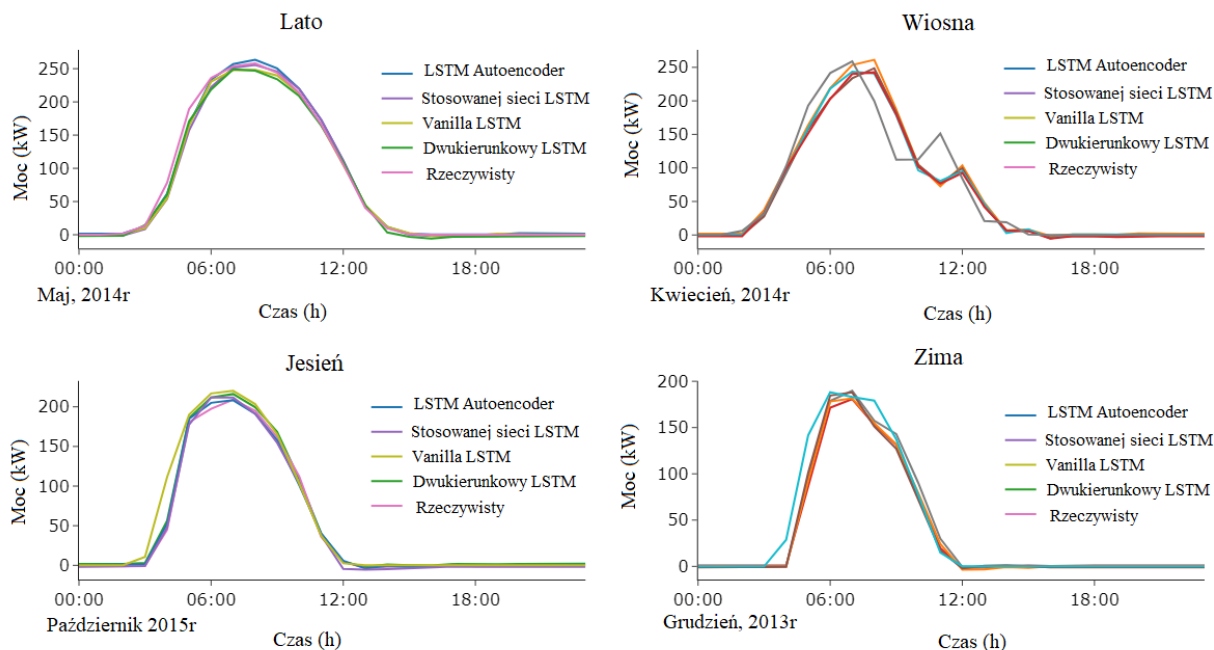 Lato
Moc (kW)
250
200
150
100
50
0
LSTM Autoencoder
Stosowanej sieci LSTM
Vanilla LSTM
Dwukierunkowy LSTM
Rzeczywisty
00:00
06:00
12:00
18:00
Maj, 2014r
Czas (h)
Wiosna
Moc (kW)
250
200
150
100
50
0
LSTM Autoencoder
Stosowanej sieci LSTM
Vanilla LSTM
Dwukierunkowy LSTM
Rzeczywisty
00:00
06:00
12:00
18:00
Kwiecień, 2014r
Czas (h)
Jesień
Moc (kW)
200
150
100
50
0
LSTM Autoencoder
Stosowanej sieci LSTM
Vanilla LSTM
Dwukierunkowy LSTM
Rzeczywisty
00:00
06:00
12:00
18:00
Październik 2015r
Czas (h)
Zima
Moc (kW)
200
150
100
50
0
LSTM Autoencoder
Stosowanej sieci LSTM
Vanilla LSTM
Dwukierunkowy LSTM
Rzeczywisty
00:00
06:00
12:00
18:00
Grudzień, 2013r
Czas (h)